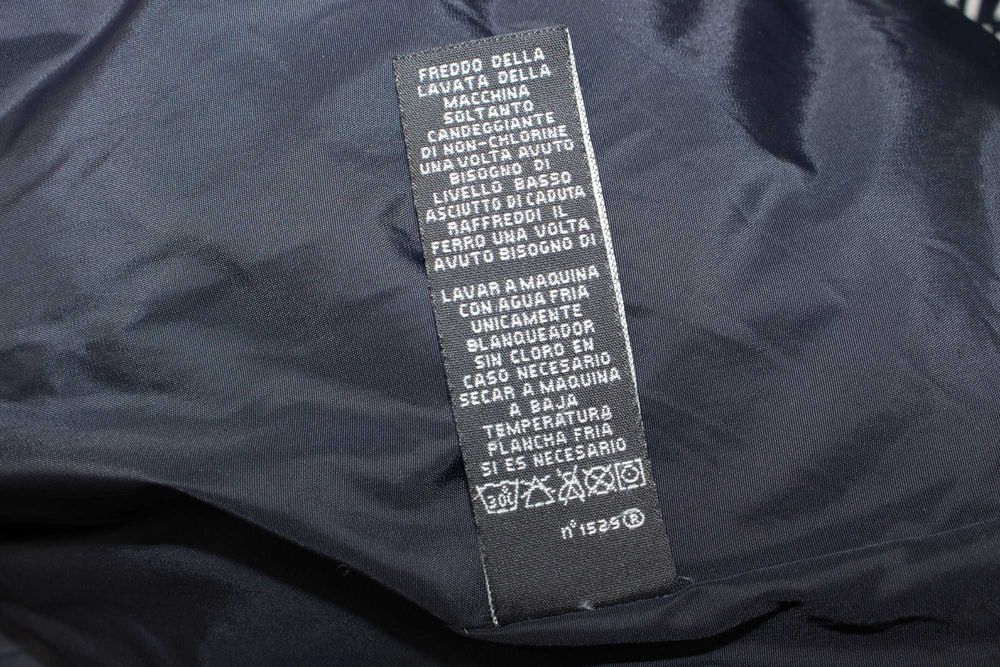 FREDDO DELLA
LAVATA DELLA
MACCHINA
SOLTANTO
CANDEGGIANTE
DI NON-CHLORINE
UNA VOLTA AVUTO
BISOGNO DI
LIVELLO BASSO
ASCIUTTO DI CADUTA
RAFFREDDI IL
FERRO UNA VOLTA
AVUTO BISOGNO DI
LAVAR A MAQUINA
CON AGUA FRIA
UNICAMENTE
BLANQUEADOR
SIN CLORO EN
CASO NECESARIO
SECAR A MAQUINA
A BAJA
TEMPERATURA
PLANCHA FRIA
SI ES NECESARIO
30°
n° 1529 ®